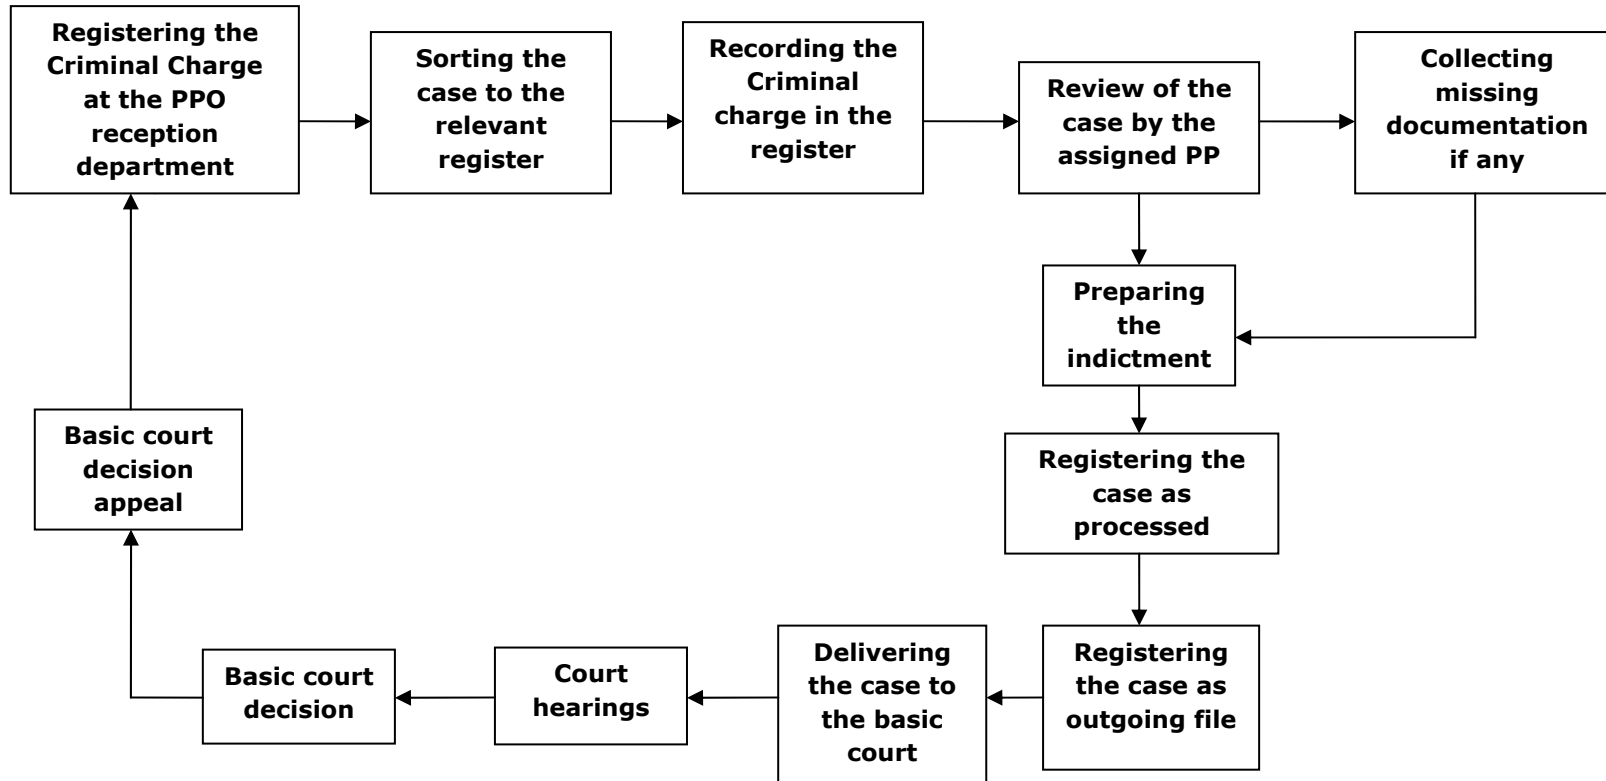 Registering the
Criminal Charge
at the PPO
reception
department
Sorting the
case to the
relevant
register
Recording the
Criminal
charge in the
register
Review of the
case by the
assigned PP
Collecting
missing
documentation
if any
Preparing
the
indictment
Registering the
case as
processed
Registering
the case as
outgoing file
Delivering
the case to
the basic
court
Court
hearings
Basic court
decision
Basic court
decision
appeal